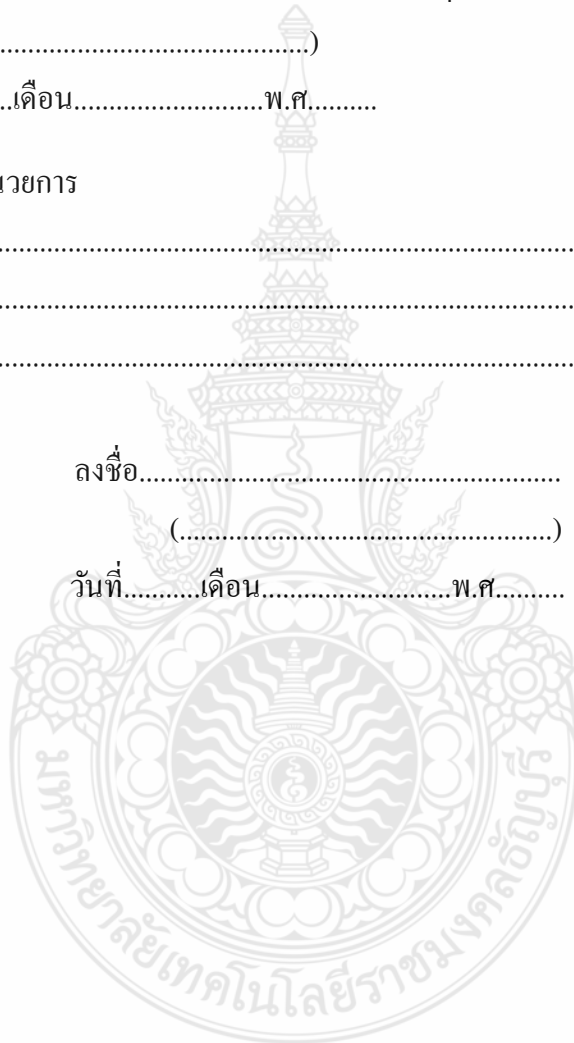 ............................................)
..เดือน...........................พ.ศ..........
นวยการ
..................................................................................
..................................................................................
..................................................................................
ลงชื่อ............................................................
(.....................................................)
วันที่...........เดือน...........................พ.ศ..........
มหาวิทยาลัยเทคโนโลยีราชมงคลธัญบุรี